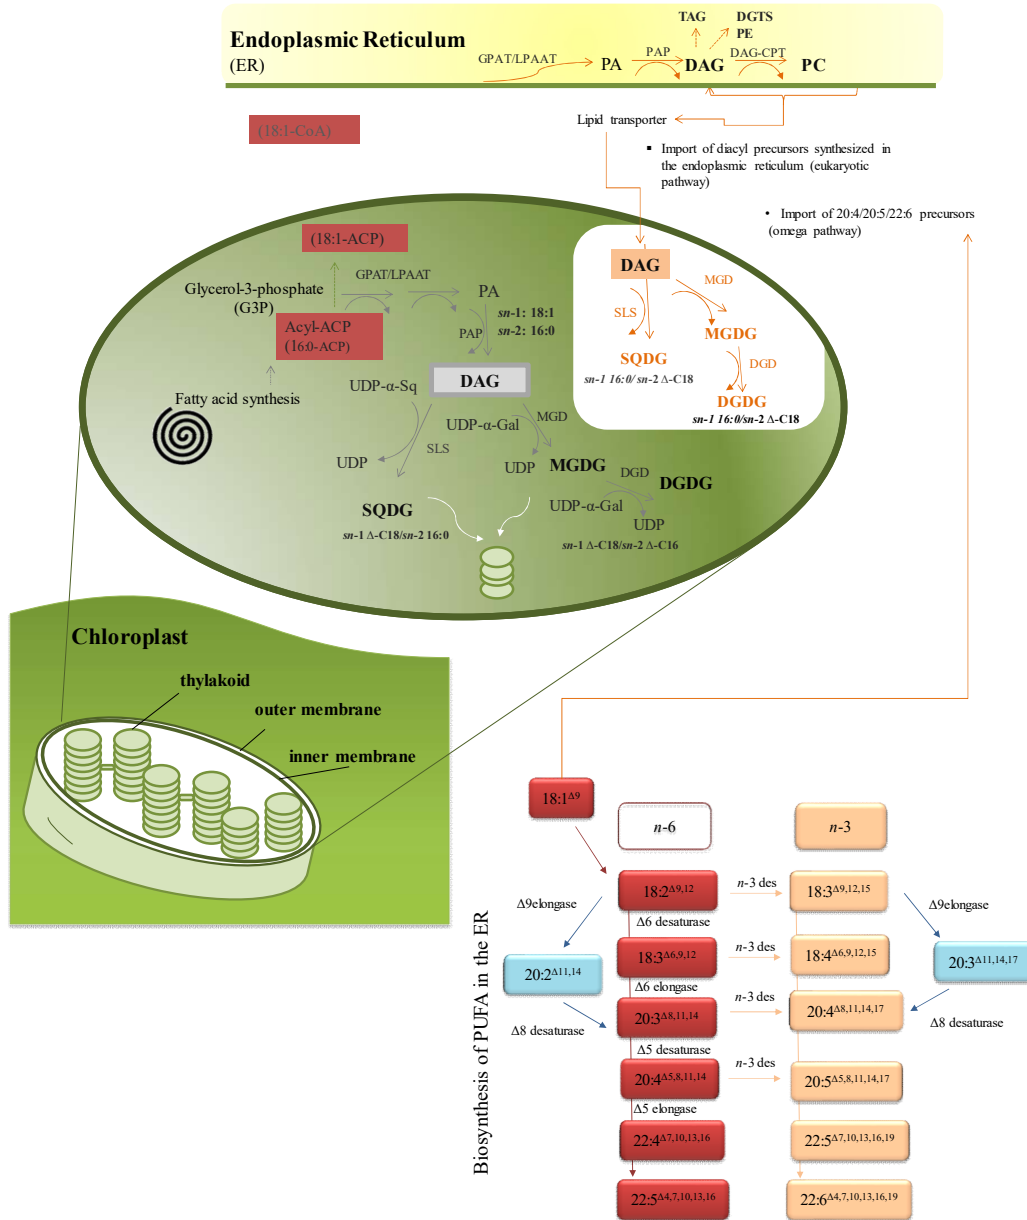 Endoplasmic Reticulum
(ER)
GPAT/LPAAT
PA
PAP
DAG
TAG
DGTS
PE
DAG-CPT
PC
(18:1-CoA)
Lipid transporter
▪ Import of diacyl precursors synthesized in
the endoplasmic reticulum (eukaryotic
pathway)
• Import of 20:4/20:5/22:6 precursors
(omega pathway)
(18:1-ACP)
GPAT/LPAAT
Glycerol-3-phosphate
(G3P)
PA
sn-1: 18:1
sn-2: 16:0
Acyl-ACP
(16:0-ACP)
PAP
DAG
Fatty acid synthesis
UDP-α-Sq
UDP-α-Gal
MGD
UDP
SLS
UDP
MGDG
DGD
DGDG
SQDG
UDP-α-Gal
UDP
sn-1 Δ-C18/sn-2 16:0
sn-1 Δ-C18/sn-2 Δ-C16
DAG
MGD
SLS
MGDG
SQDG
DGD
sn-1 16:0/ sn-2 Δ-C18
DGDG
sn-1 16:0/sn-2 Δ-C18
Chloroplast
thylakoid
outer membrane
inner membrane
Biosynthesis of PUFA in the ER
18:1Δ9
n-6
n-3
18:2Δ9,12
n-3 des
18:3Δ9,12,15
Δ9elongase
Δ6 desaturase
Δ9elongase
18:3Δ6,9,12
n-3 des
18:4Δ6,9,12,15
20:2Δ11,14
20:3Δ11,14,17
Δ6 elongase
n-3 des
20:3Δ8,11,14
20:4Δ8,11,14,17
Δ8 desaturase
Δ8 desaturase
Δ5 desaturase
n-3 des
20:4Δ5,8,11,14
20:5Δ5,8,11,14,17
Δ5 elongase
22:4Δ7,10,13,16
22:5Δ7,10,13,16,19
22:5Δ4,7,10,13,16
22:6Δ4,7,10,13,16,19